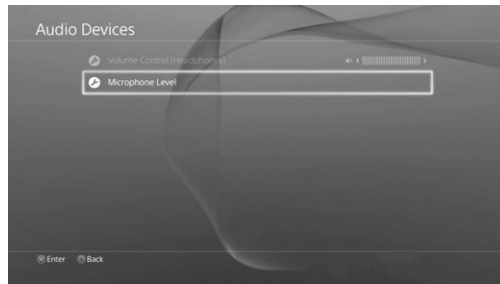 Audio Devices
Volume Control (Headphones)
Microphone Level
Enter Back